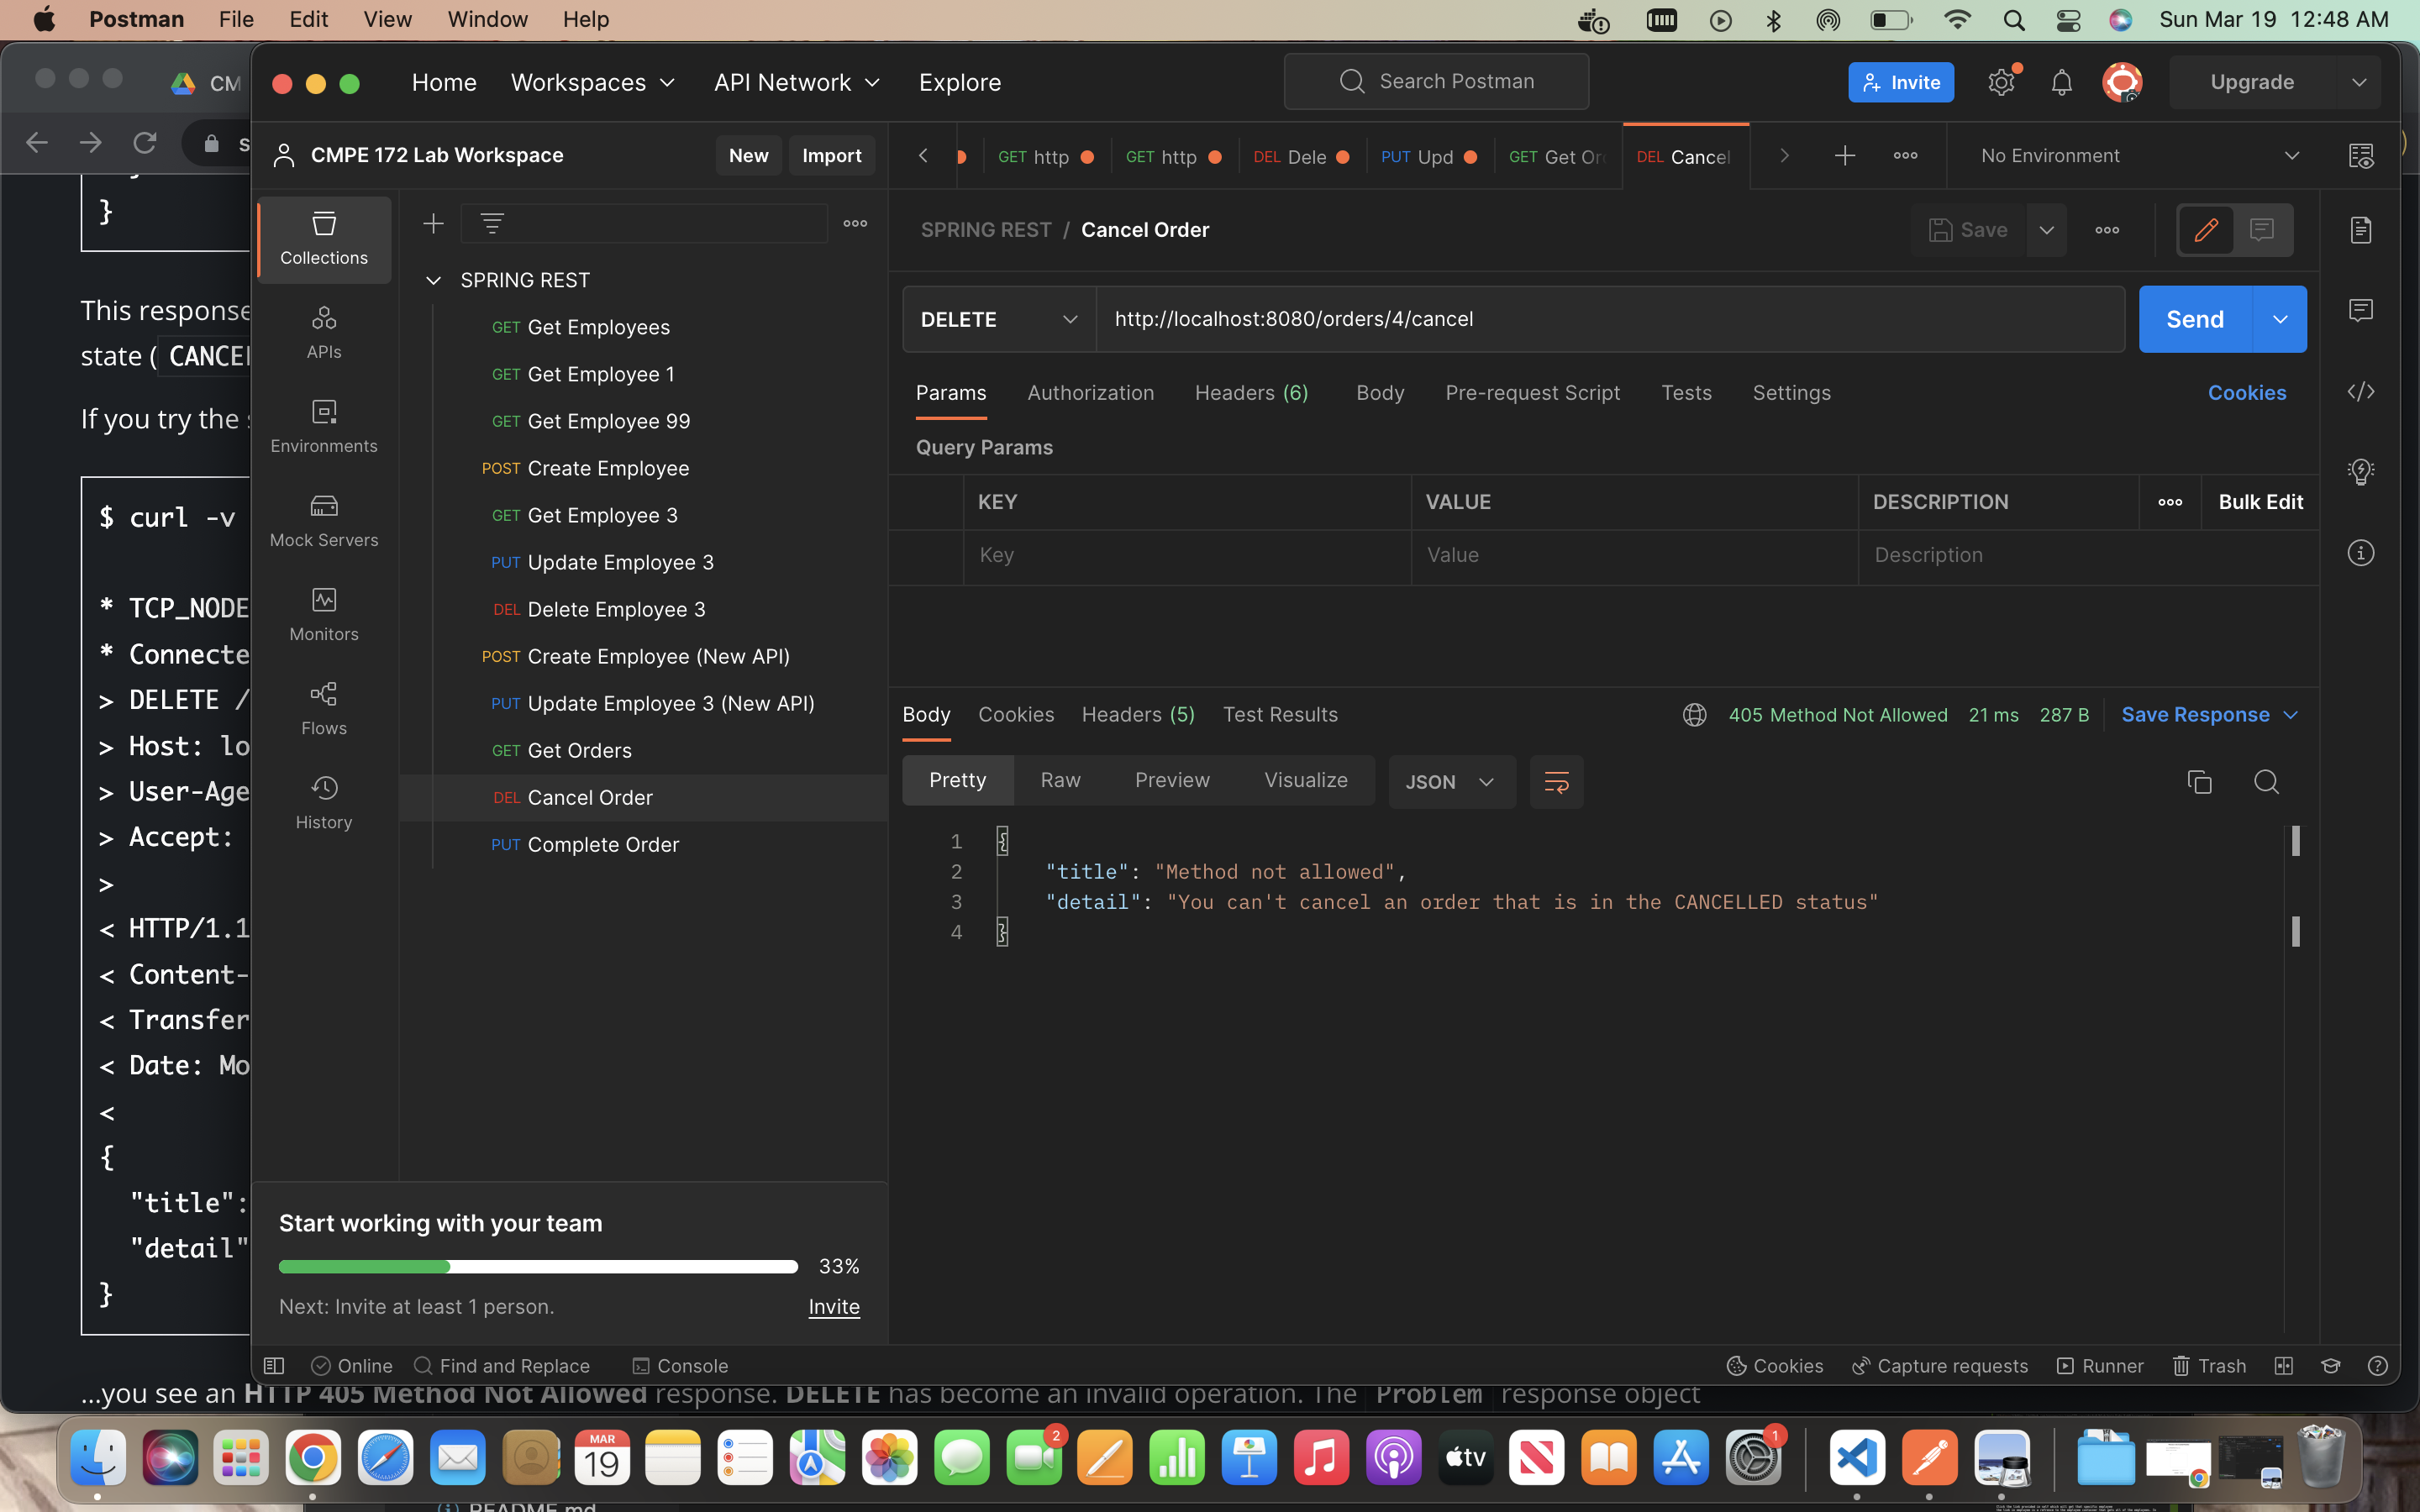 Postman File Edit View Window Help Sun Mar 19 12:48 AM
CM
Home Workspaces API Network Explore Search Postman Invite Upgrade
CMPE 172 Lab Workspace New Import
GET http GET http DEL Dele PUT Upd GET Get Or DEL Cancel No Environment
}
This response
state ( CANCEL
If you try the s
$ curl -v
* TCP_NODE
* Connecte
> DELETE /
> Host: lo
> User-Age
> Accept:
>
< HTTP/1.1
< Content-
< Transfer
< Date: Mo
<
{
"title":
"detail"
}
Collections
APIs
Environments
Mock Servers
Monitors
Flows
History
SPRING REST
GET Get Employees
GET Get Employee 1
GET Get Employee 99
POST Create Employee
GET Get Employee 3
PUT Update Employee 3
DEL Delete Employee 3
POST Create Employee (New API)
PUT Update Employee 3 (New API)
GET Get Orders
DEL Cancel Order
PUT Complete Order
Start working with your team
33%
Next: Invite at least 1 person. Invite
SPRING REST / Cancel Order Save
DELETE http://localhost:8080/orders/4/cancel Send
Params Authorization Headers (6) Body Pre-request Script Tests Settings Cookies
Query Params
KEY VALUE DESCRIPTION Bulk Edit
Key Value Description
Body Cookies Headers (5) Test Results 405 Method Not Allowed 21 ms 287 B Save Response
Pretty Raw Preview Visualize JSON
1 {
2 "title": "Method not allowed",
3 "detail": "You can't cancel an order that is in the CANCELLED status"
4 }
Online Find and Replace Console Cookies Capture requests Runner Trash
...you see an HTTP 405 Method Not Allowed response. DELETE has become an invalid operation. The Problem response object
MAR
19
2
tv
1
README.md